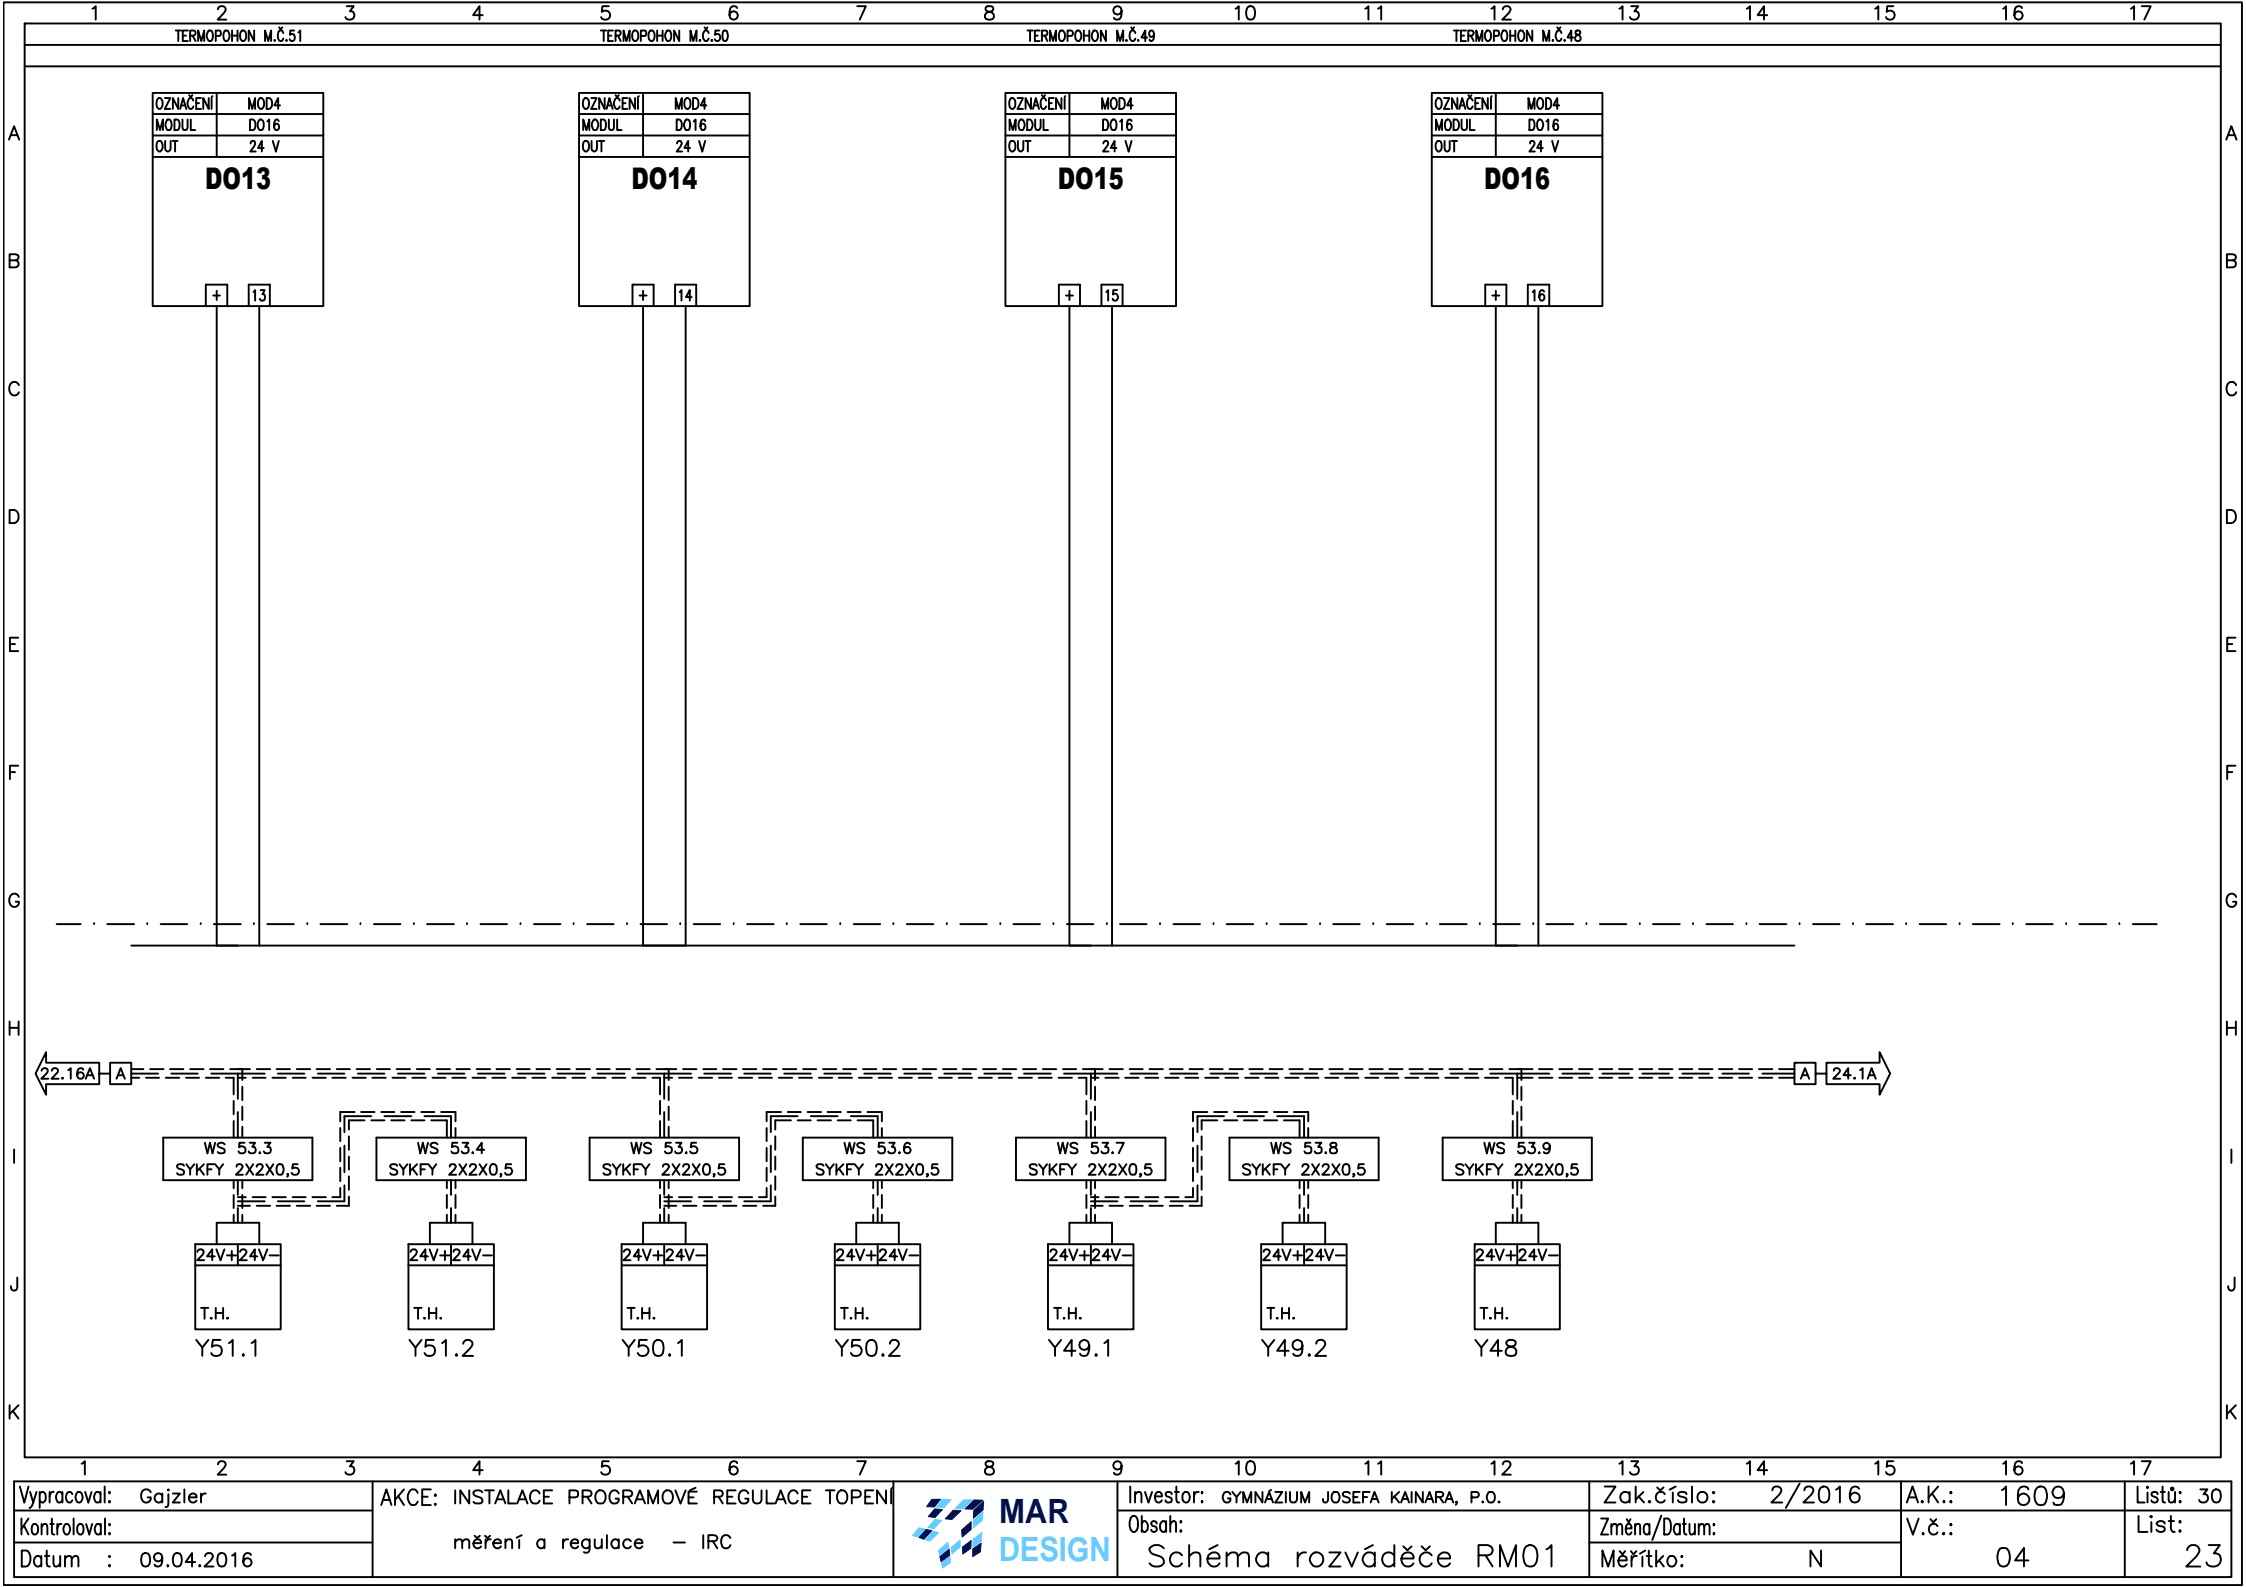 1 2 3 4 5 6 7 8 9 10 11 12 13 14 15 16 17
TERMOPOHON M.Č.51 TERMOPOHON M.Č.50 TERMOPOHON M.Č.49 TERMOPOHON M.Č.48
OZNAČENÍ MOD4 OZNAČENÍ MOD4 OZNAČENÍ MOD4 OZNAČENÍ MOD4
A MODUL DO16 MODUL DO16 MODUL DO16 MODUL DO16 A
OUT 24 V OUT 24 V OUT 24 V OUT 24 V
DO13 DO14 DO15 DO16
B B
+ 13 + 14 + 15 + 16
C C
D D
E E
F F
G G
H H
22.16A A A 24.1A
WS 53.3 WS 53.4 WS 53.5 WS 53.6 WS 53.7 WS 53.8 WS 53.9
I I
SYKFY 2X2X0,5 SYKFY 2X2X0,5 SYKFY 2X2X0,5 SYKFY 2X2X0,5 SYKFY 2X2X0,5 SYKFY 2X2X0,5 SYKFY 2X2X0,5
24V+ 24V- 24V+ 24V- 24V+ 24V- 24V+ 24V- 24V+ 24V- 24V+ 24V- 24V+ 24V-
J J
T.H. T.H. T.H. T.H. T.H. T.H. T.H.
Y51.1 Y51.2 Y50.1 Y50.2 Y49.1 Y49.2 Y48
K K
1 2 3 4 5 6 7 8 9 10 11 12 13 14 15 16 17
Vypracoval: Gajzler
Kontroloval:
Datum : 09.04.2016
AKCE: INSTALACE PROGRAMOVÉ REGULACE TOPENÍ
měření a regulace – IRC
MAR
DESIGN
Investor: GYMNÁZIUM JOSEFA KAINARA, P.O.
Obsah:
Schéma rozváděče RM01
Zak.číslo: 2/2016
Změna/Datum:
Měřítko: N
A.K.: 1609
V.č.:
04
Listů: 30
List:
23